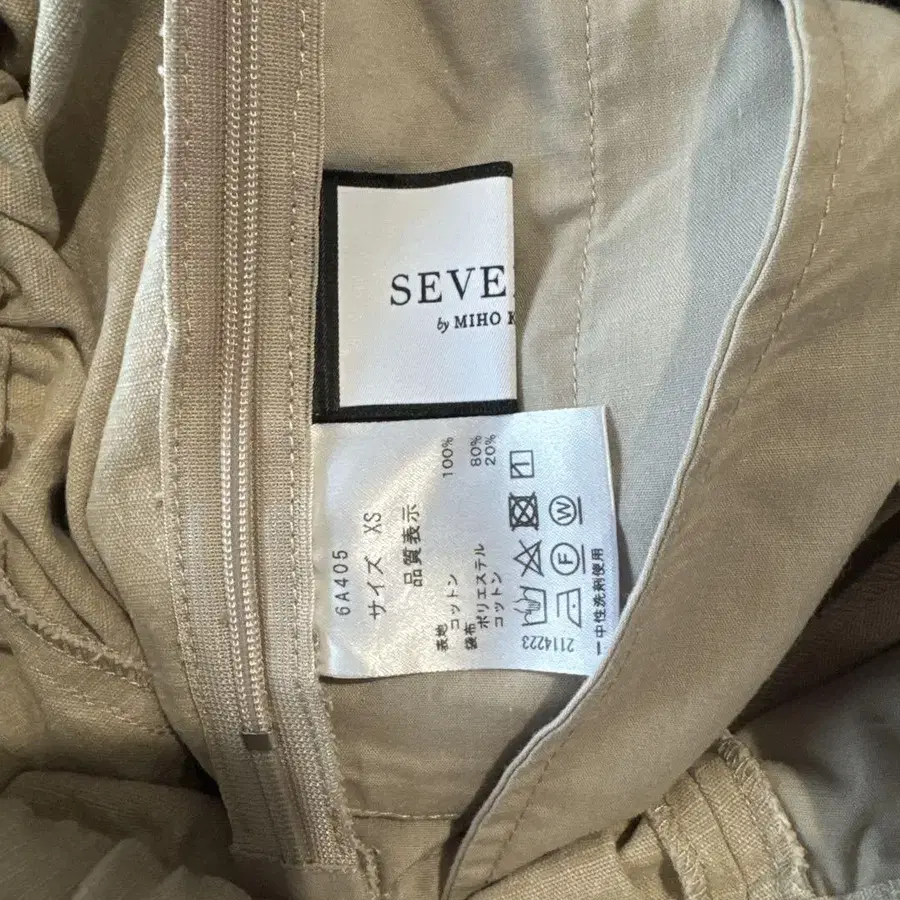 SEVE
by MIHO K
6A405
サイズ XS
品質表示
表地
コットン 100%
袋布
ポリエステル 80%
コットン 20%
W
F
2114223
中性洗剤使用